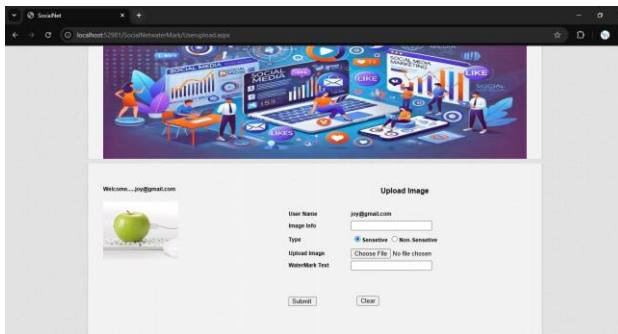 SocialNet
localhost:52981/SocialNetwaterMark/Userupload.aspx
SOCIAL MEDIA
SOCIAL MEDIA
LIKE
SOCIAL MEDIA MARKETING
LIKE
SOCIAL
LIKES
Welcome.....joy@gmail.com
Upload Image
User Name joy@gmail.com
Image Info
Type Sensetive Non-Sensetive
Upload Image Choose File No file chosen
WaterMark Text
Submit Clear